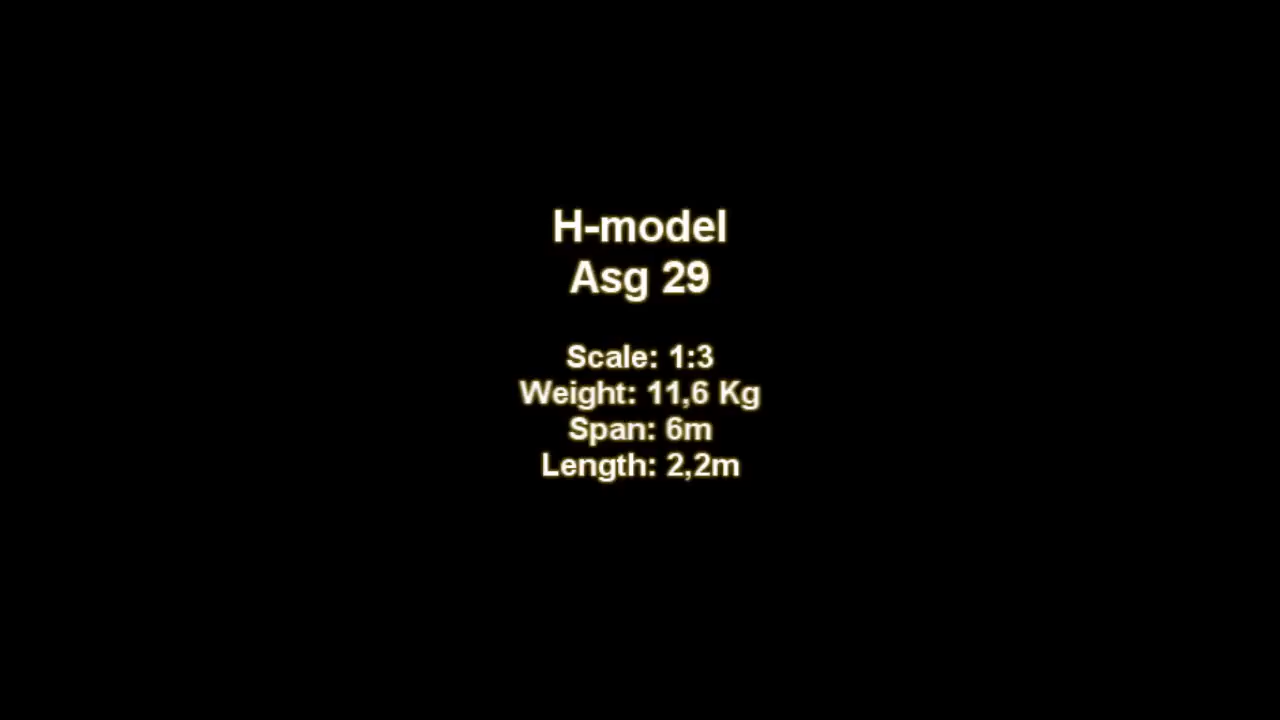 H-model
Asg 29
Scale: 1:3
Weight: 11,6 Kg
Span: 6m
Length: 2,2m